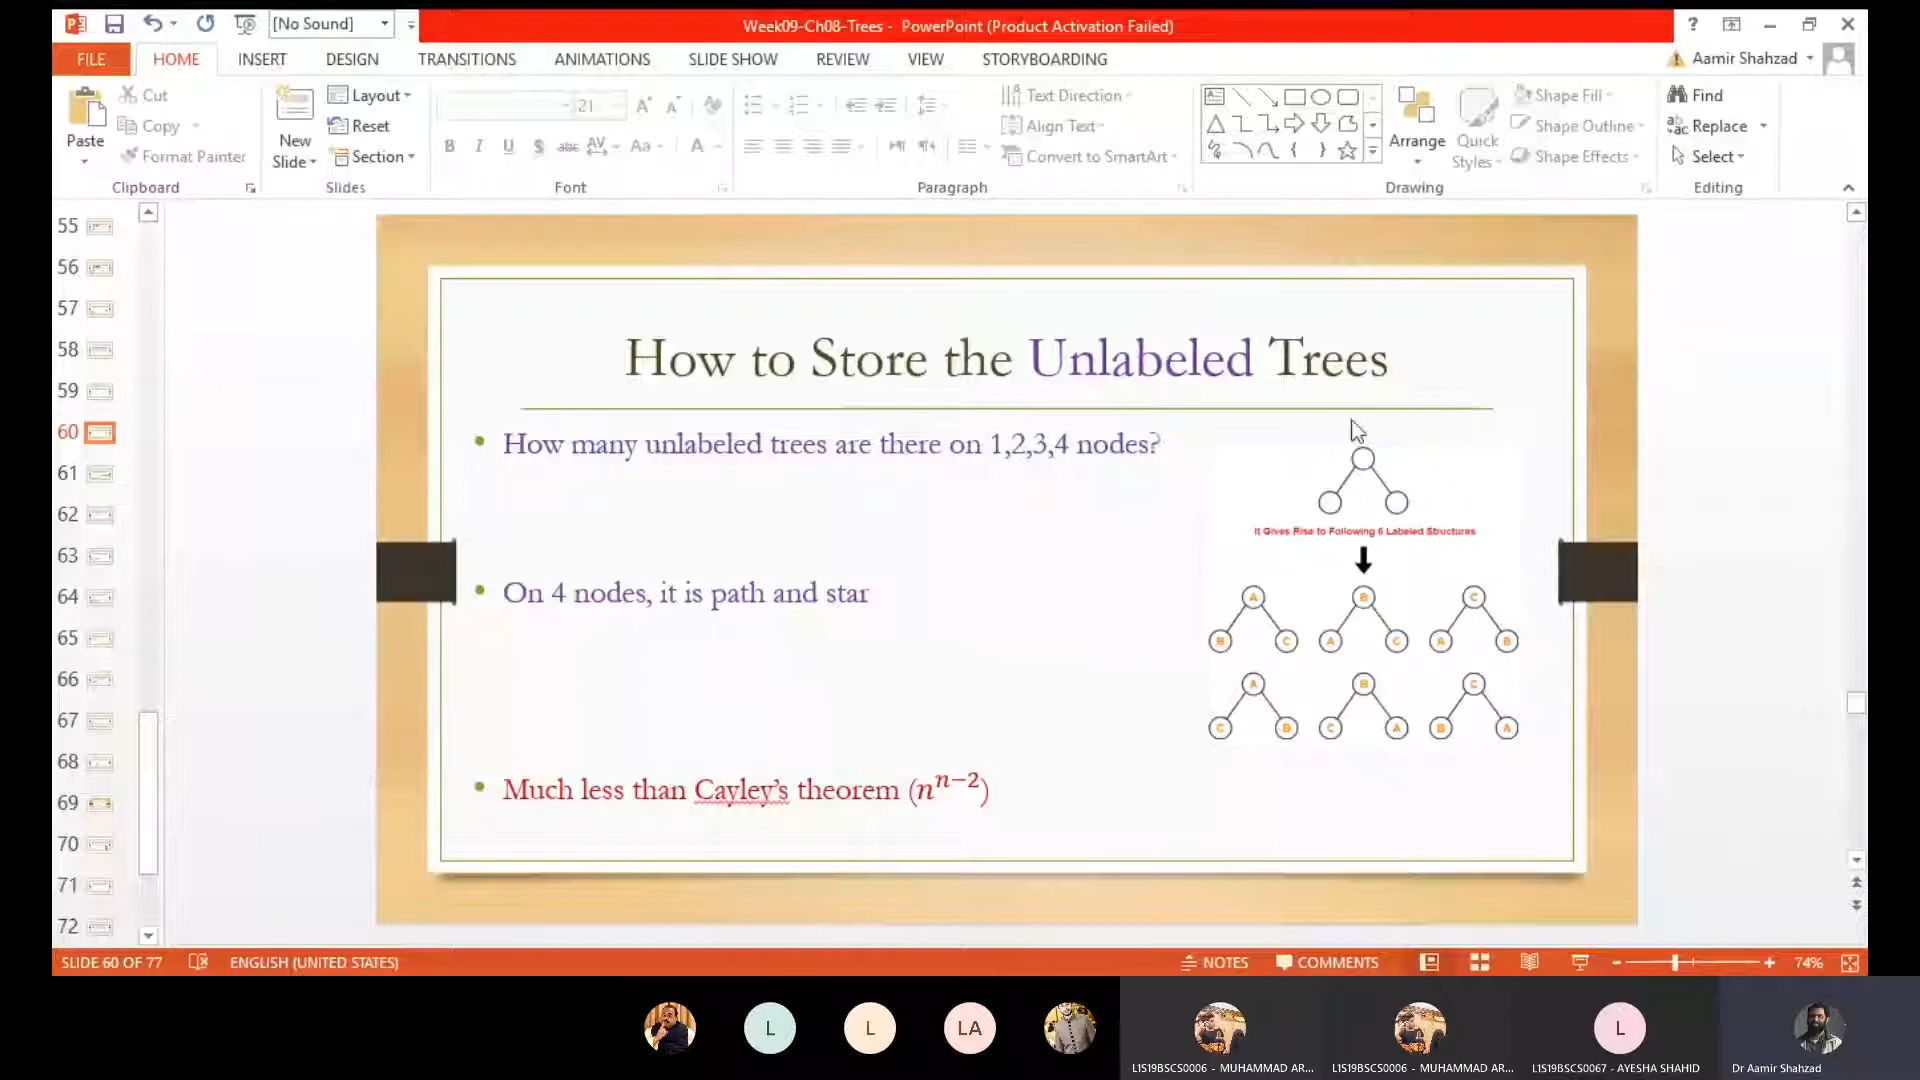 [No Sound]
Week09-Ch08-Trees - PowerPoint (Product Activation Failed)
?
FILE HOME INSERT DESIGN TRANSITIONS ANIMATIONS SLIDE SHOW REVIEW VIEW STORYBOARDING
Aamir Shahzad
Paste
Cut
Copy
Format Painter
Clipboard
New
Slide
Layout
Reset
Section
Slides
21
B I U S abc AV Aa A
Font
Text Direction
Align Text
Convert to SmartArt
Paragraph
Arrange
Quick
Styles
Shape Fill
Shape Outline
Shape Effects
Drawing
Find
Replace
Select
Editing
55
56
57
58
59
60
61
62
63
64
65
66
67
68
69
70
71
72
How to Store the Unlabeled Trees
• How many unlabeled trees are there on 1,2,3,4 nodes?
• On 4 nodes, it is path and star
• Much less than Cayley's theorem (n^{n-2})
It Gives Rise to Following 6 Labeled Structures
A B C
B C A C A B
A B C
C B C A B A
SLIDE 60 OF 77 ENGLISH (UNITED STATES) NOTES COMMENTS 74%
L L LA L
L1S19BSCS0006 - MUHAMMAD AR... L1S19BSCS0006 - MUHAMMAD AR... L1S19BSCS0067 - AYESHA SHAHID Dr Aamir Shahzad